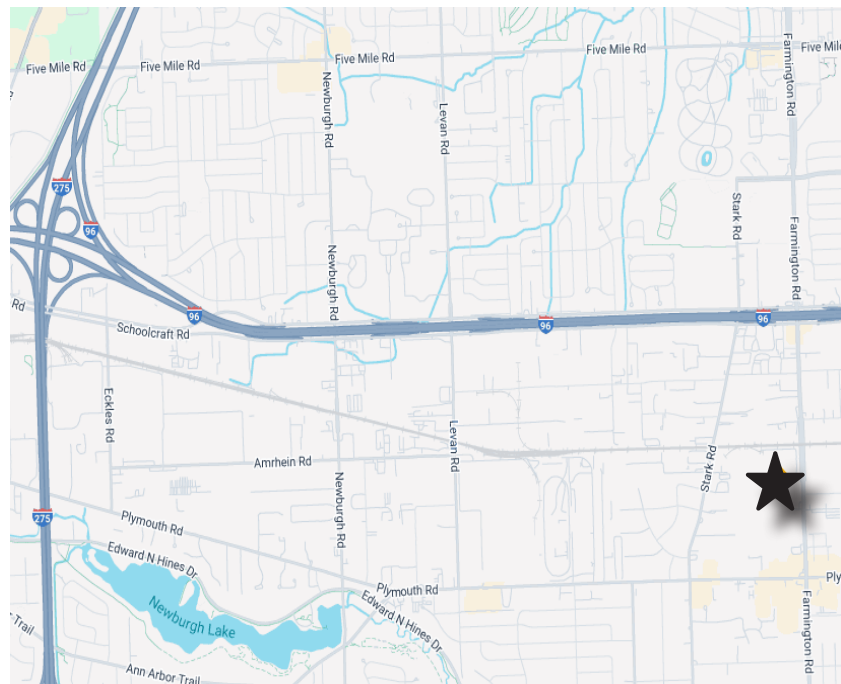 Five Mile Rd
Five Mile Rd
Five Mile Rd
Five Mile
Farmington Rd
Newburgh Rd
Levan Rd
275
96
Stark Rd
Farmington Rd
Newburgh Rd
Rd
96
Schoolcraft Rd
96
96
Eckles Rd
Levan Rd
Amrhein Rd
Stark Rd
Newburgh Rd
275
Plymouth Rd
Edward N Hines Dr
Plymouth Rd
Ply
Newburgh Lake
Edward N Hines Dr
Farmington Rd
Trail
Ann Arbor Trail